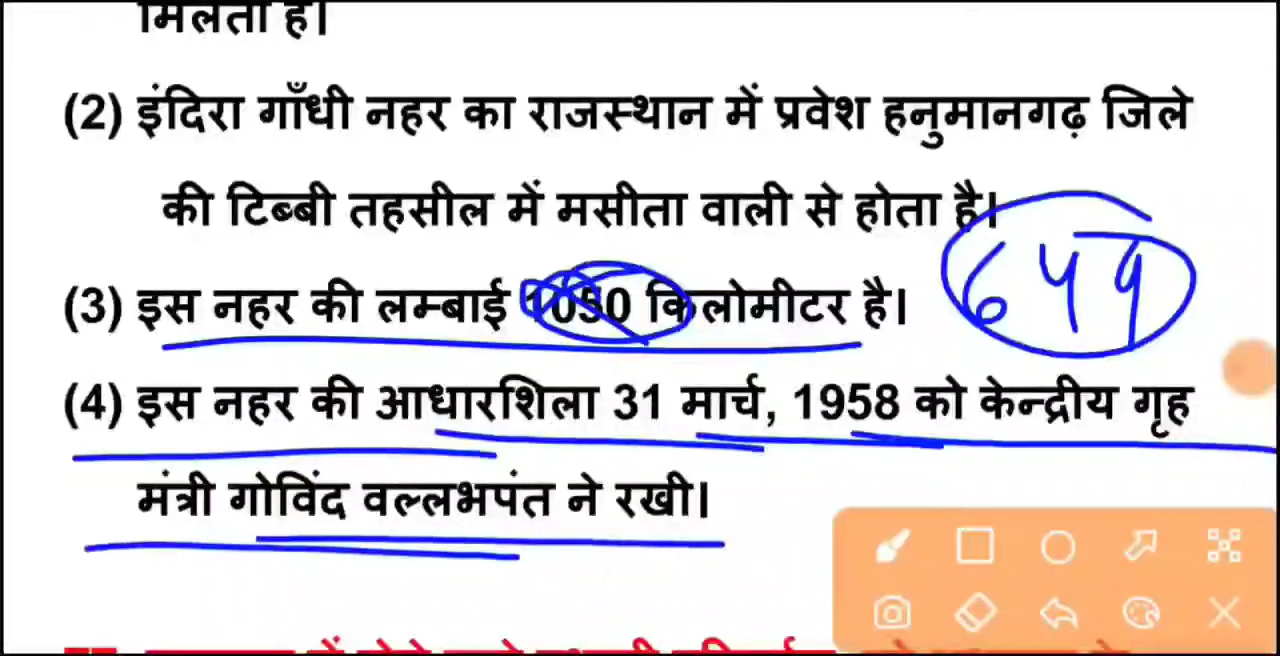 मिलता है।
(2) इंदिरा गाँधी नहर का राजस्थान में प्रवेश हनुमानगढ़ जिले
की टिब्बी तहसील में मसीता वाली से होता है।
649
(3) इस नहर की लम्बाई 1050 किलोमीटर है।
(4) इस नहर की आधारशिला 31 मार्च, 1958 को केन्द्रीय गृह
मंत्री गोविंद वल्लभपंत ने रखी।